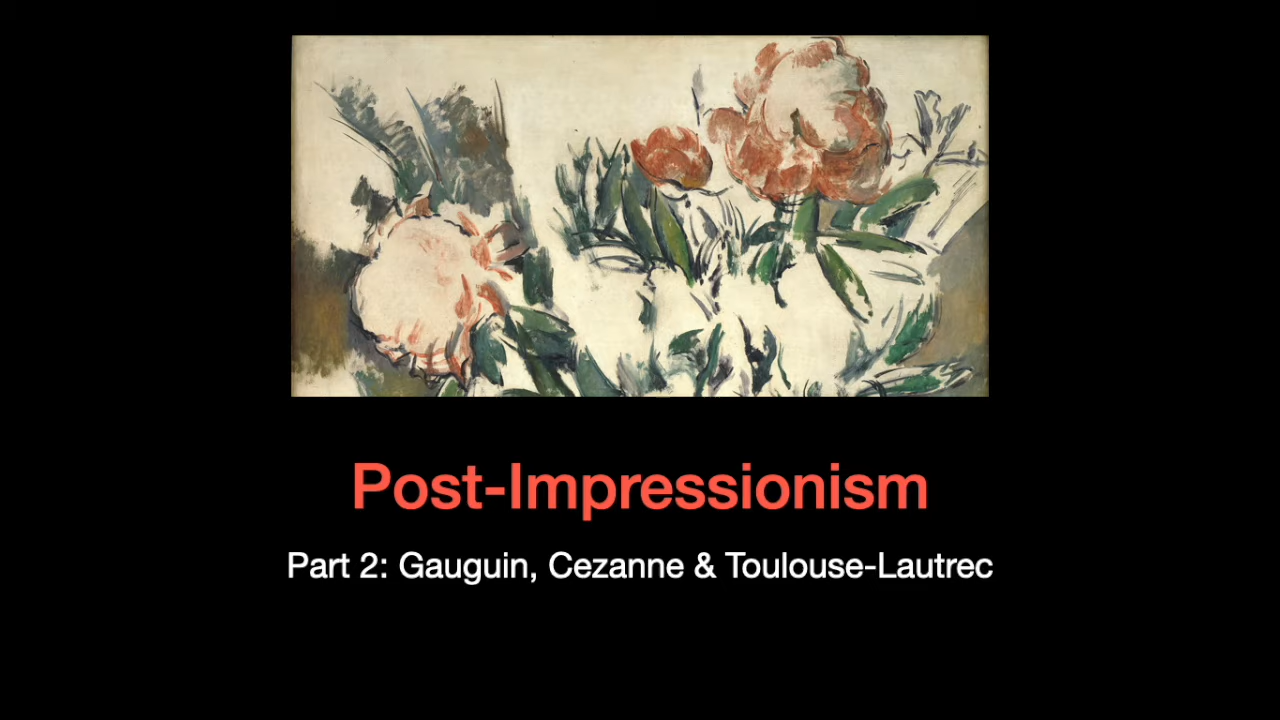 Post-Impressionism
Part 2: Gauguin, Cezanne & Toulouse-Lautrec